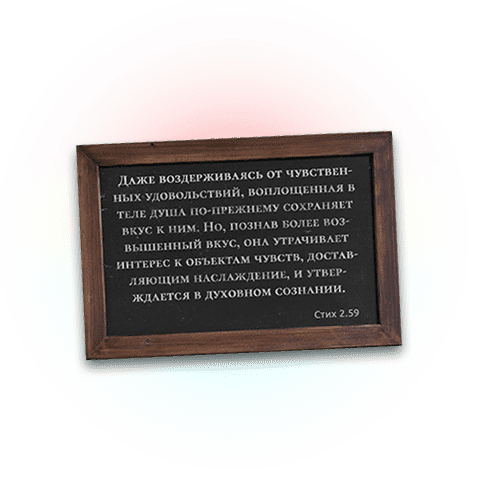 Даже воздерживаясь от чувствен-
ных удовольствий, воплощенная в
теле душа по-прежнему сохраняет
вкус к ним. Но, познав более воз-
вышенный вкус, она утрачивает
интерес к объектам чувств, достав-
ляющим наслаждение, и утвер-
ждается в духовном сознании.
Стих 2.59